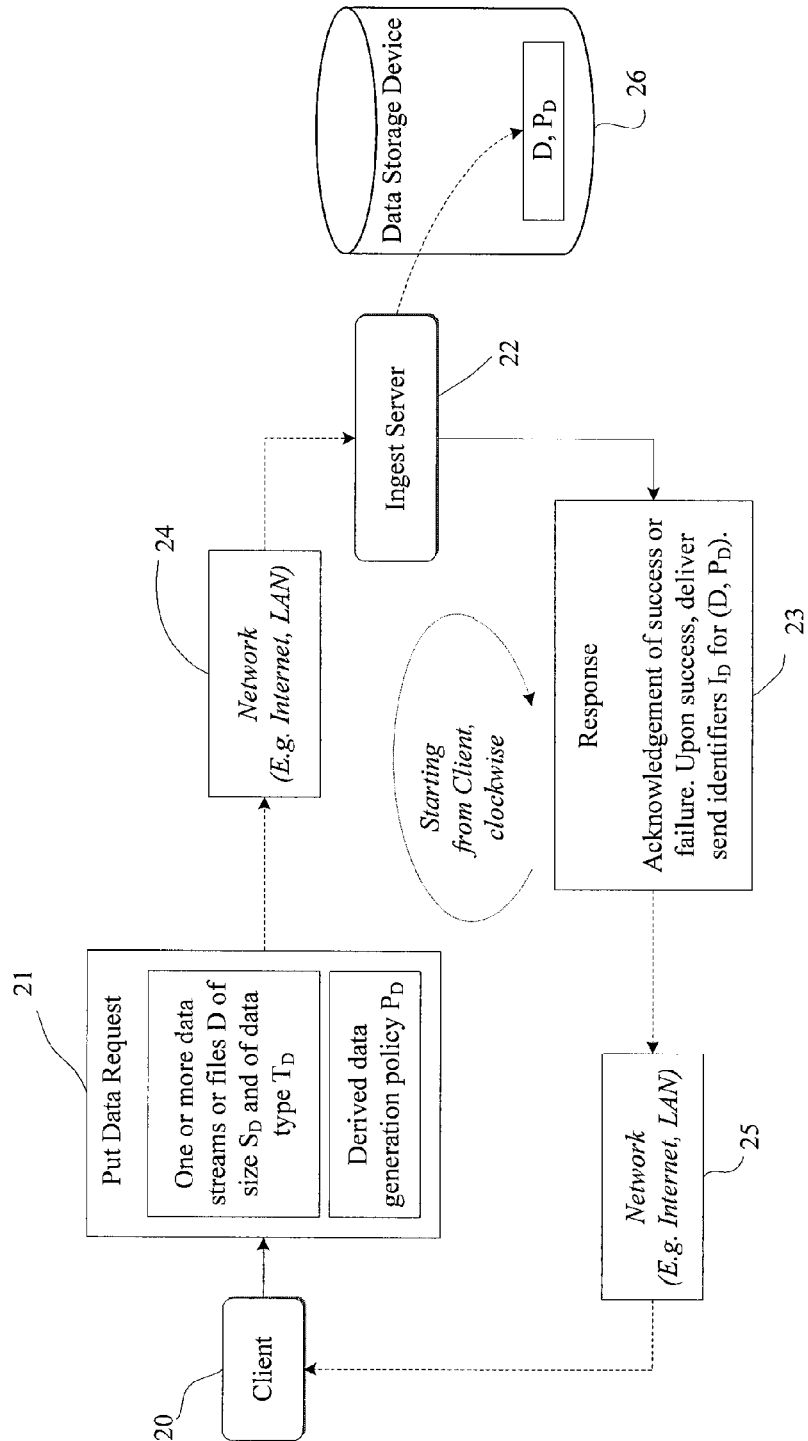 20
Client
21
Put Data Request
One or more data
streams or files D of
size S_D and of data
type T_D
Derived data
generation policy P_D
24
Network
(E.g. Internet, LAN)
Ingest Server
22
Data Storage Device
D, P_D
26
Starting
from Client,
clockwise
Response
Acknowledgement of success or
failure. Upon success, deliver
send identifiers I_D for (D, P_D).
23
Network
(E.g. Internet, LAN)
25